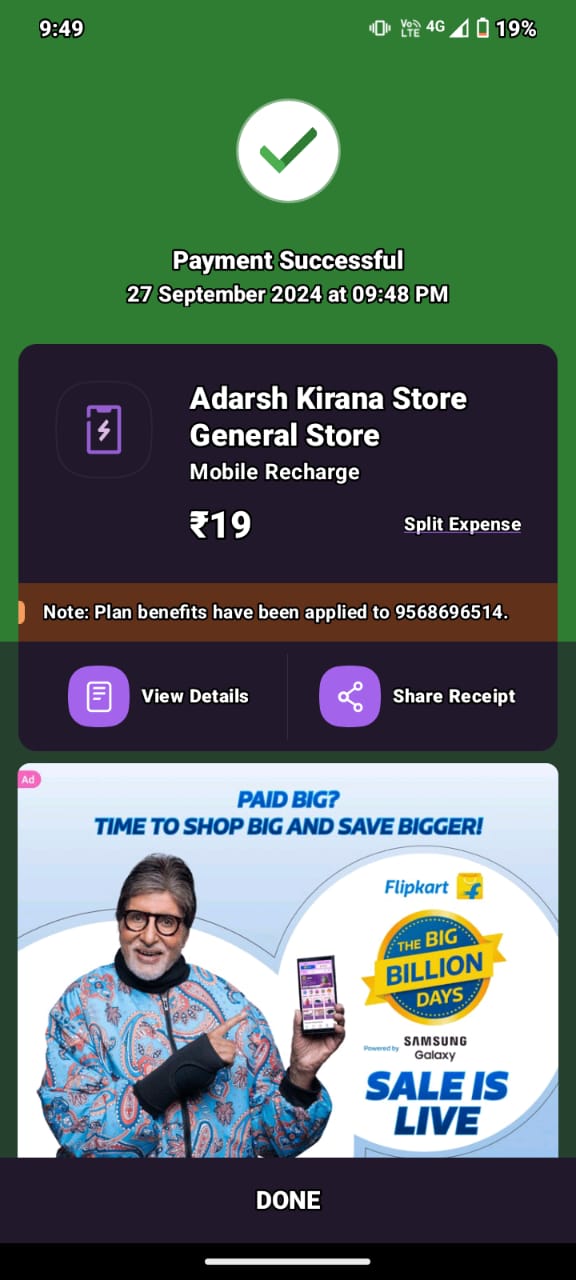 9:49
Vo LTE 4G 19%
Payment Successful
27 September 2024 at 09:48 PM
Adarsh Kirana Store
General Store
Mobile Recharge
₹19
Split Expense
Note: Plan benefits have been applied to 9568696514.
View Details
Share Receipt
Ad
PAID BIG?
TIME TO SHOP BIG AND SAVE BIGGER!
Flipkart
THE BIG
BILLION
DAYS
Powered by SAMSUNG
Galaxy
SALE IS
LIVE
DONE